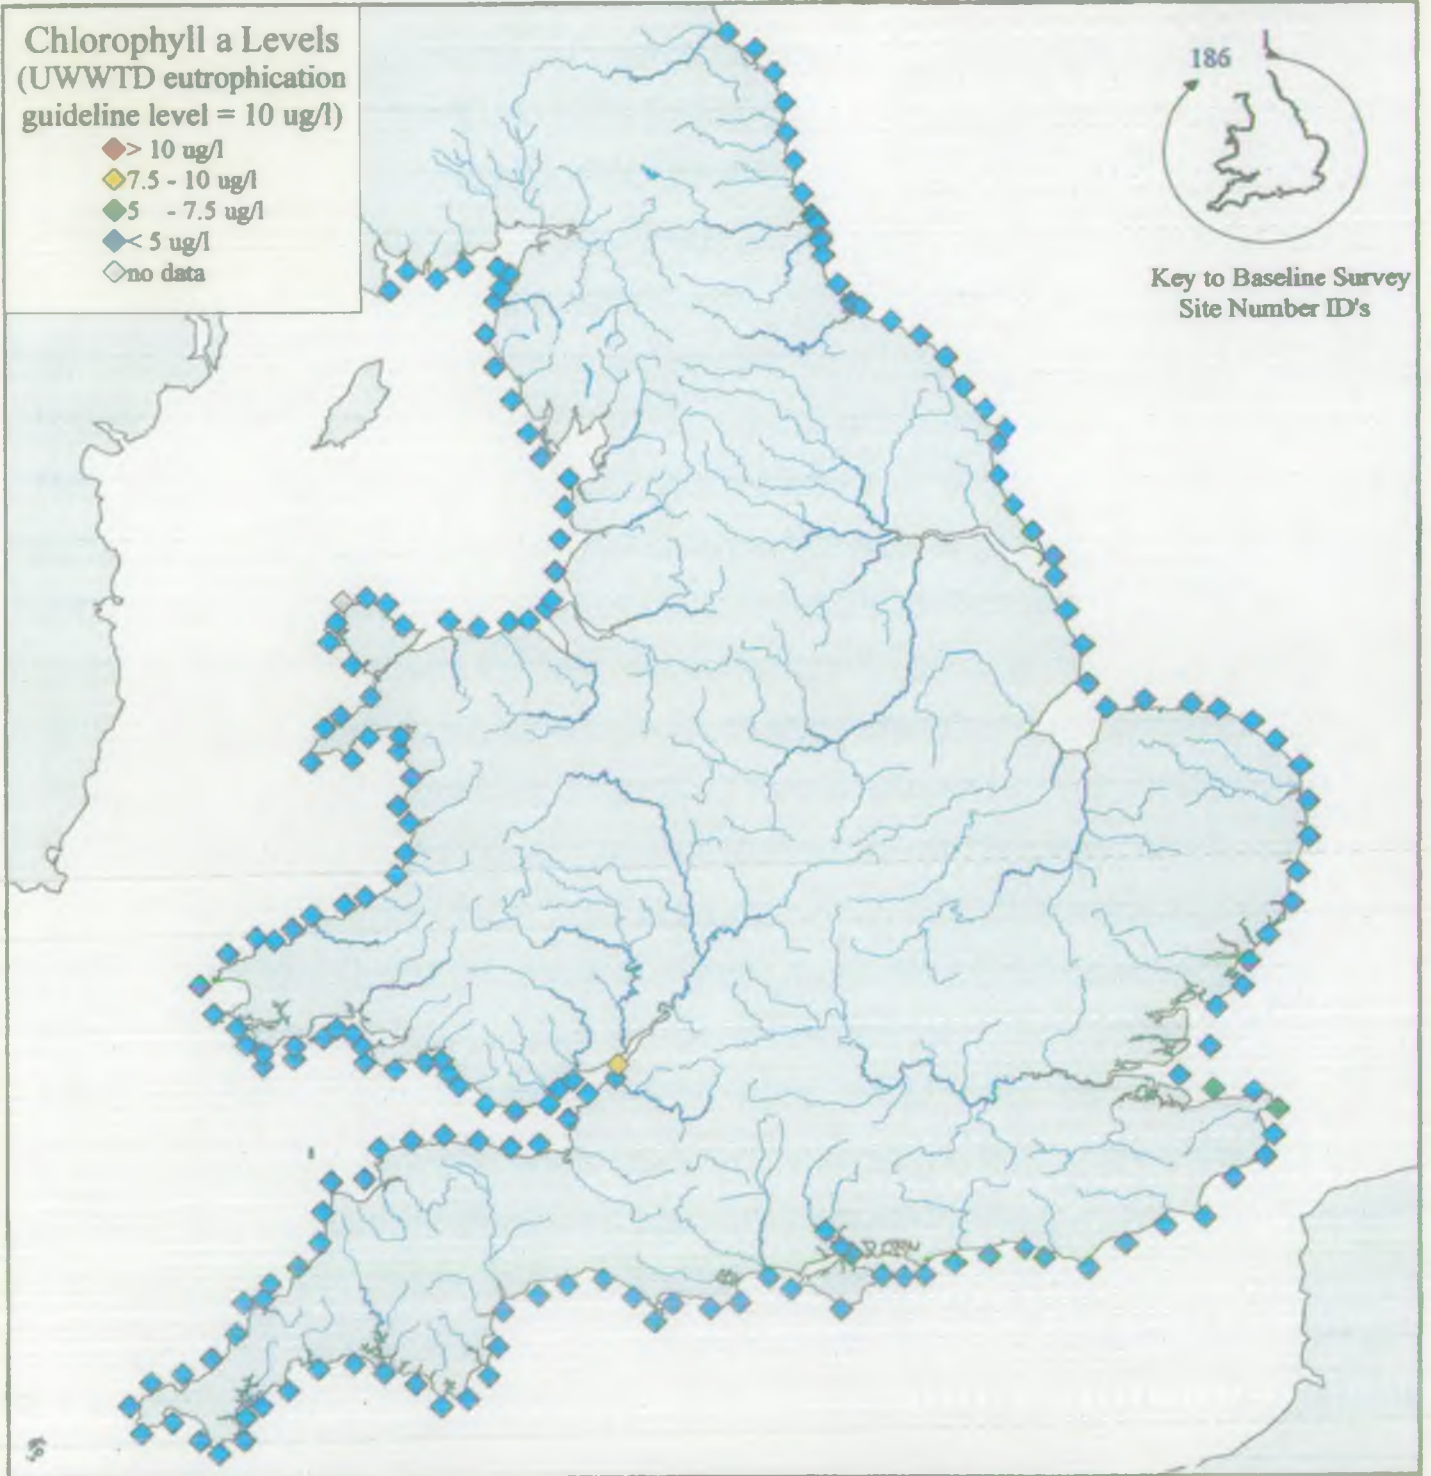 Chlorophyll a Levels
(UWWTD eutrophication
guideline level = 10 ug/l)
> 10 ug/l
7.5 - 10 ug/l
5 - 7.5 ug/l
< 5 ug/l
no data
186
1
Key to Baseline Survey
Site Number ID's